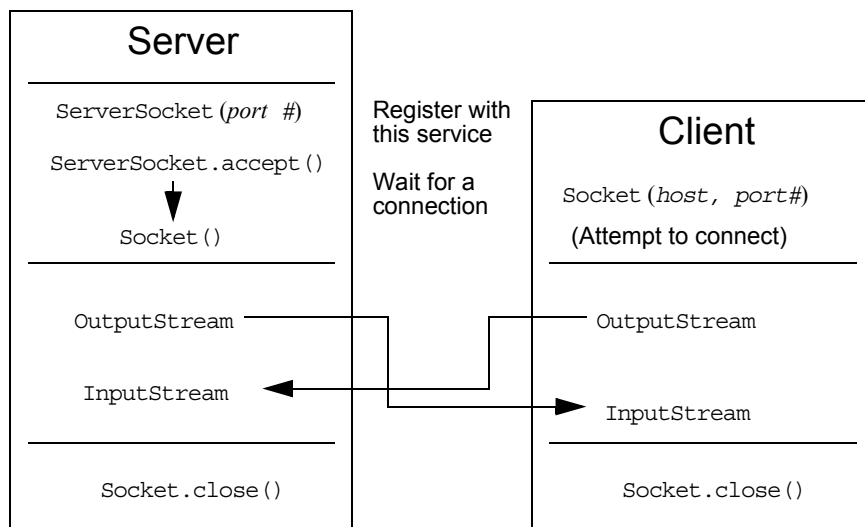 Server
ServerSocket (port #)
ServerSocket.accept()
Socket()
OutputStream
InputStream
Socket.close()
Register with
this service
Wait for a
connection
Client
Socket (host, port#)
(Attempt to connect)
OutputStream
InputStream
Socket.close()